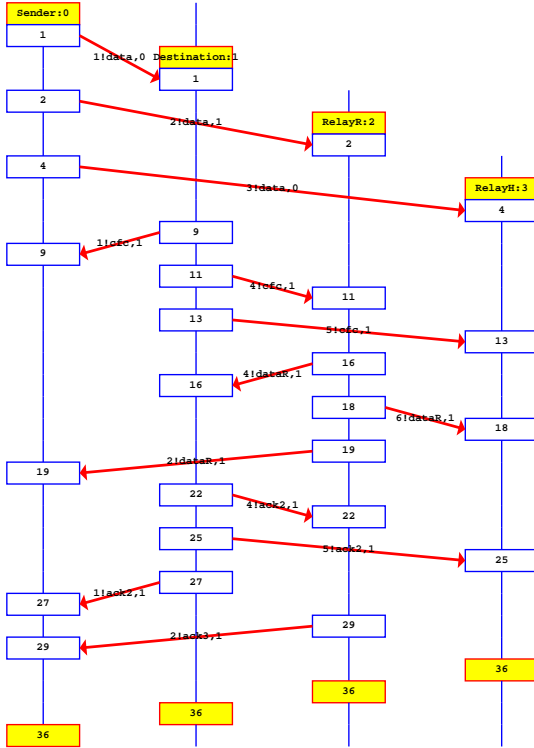 Sender:0
1
1!data,0 Destination:1
1
2
2!data,1
RelayR:2
2
4
3!data,0
RelayH:3
4
9
1!cfc,1
9
11
4!cfc,1
11
13
5!cfc,1
13
16
4!dataR,1
16
18
6!dataR,1
18
19
2!dataR,1
19
22
4!ack2,1
22
25
5!ack2,1
25
27
1!ack2,1
27
29
2!ack3,1
29
36
36
36
36